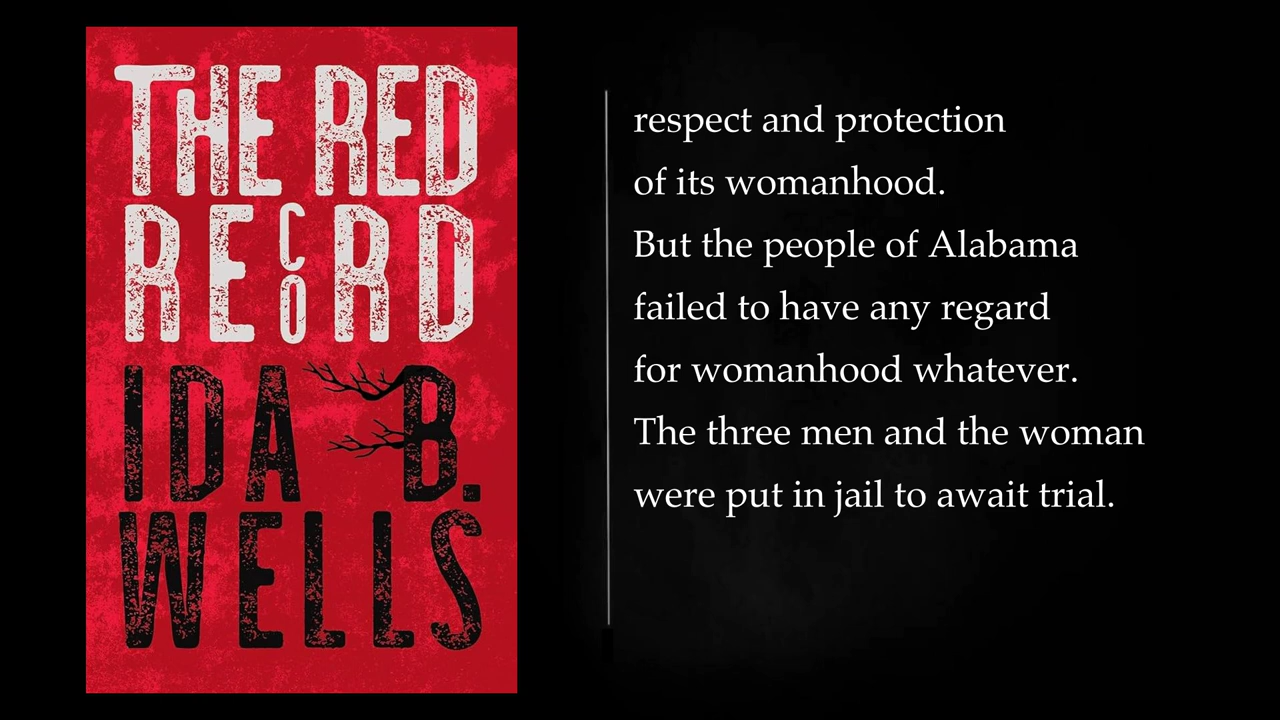 THE RED
RECORD
IDA B.
WELLS
respect and protection
of its womanhood.
But the people of Alabama
failed to have any regard
for womanhood whatever.
The three men and the woman
were put in jail to await trial.